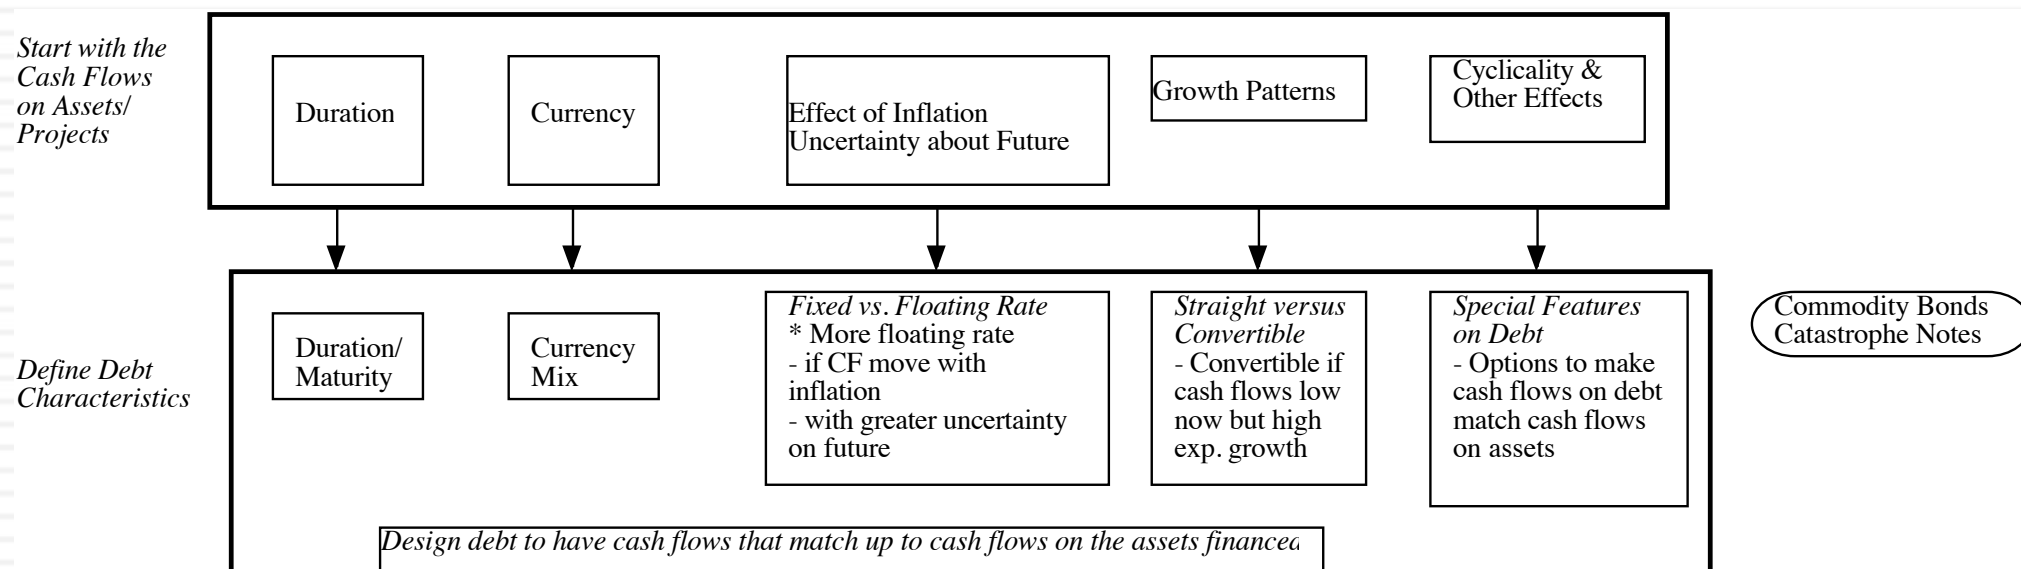 Start with the
Cash Flows
on Assets/
Projects
Duration
Currency
Effect of Inflation
Uncertainty about Future
Growth Patterns
Cyclicality &
Other Effects
Define Debt
Characteristics
Duration/
Maturity
Currency
Mix
Fixed vs. Floating Rate
* More floating rate
- if CF move with
inflation
- with greater uncertainty
on future
Straight versus
Convertible
- Convertible if
cash flows low
now but high
exp. growth
Special Features
on Debt
- Options to make
cash flows on debt
match cash flows
on assets
Commodity Bonds
Catastrophe Notes
Design debt to have cash flows that match up to cash flows on the assets financed